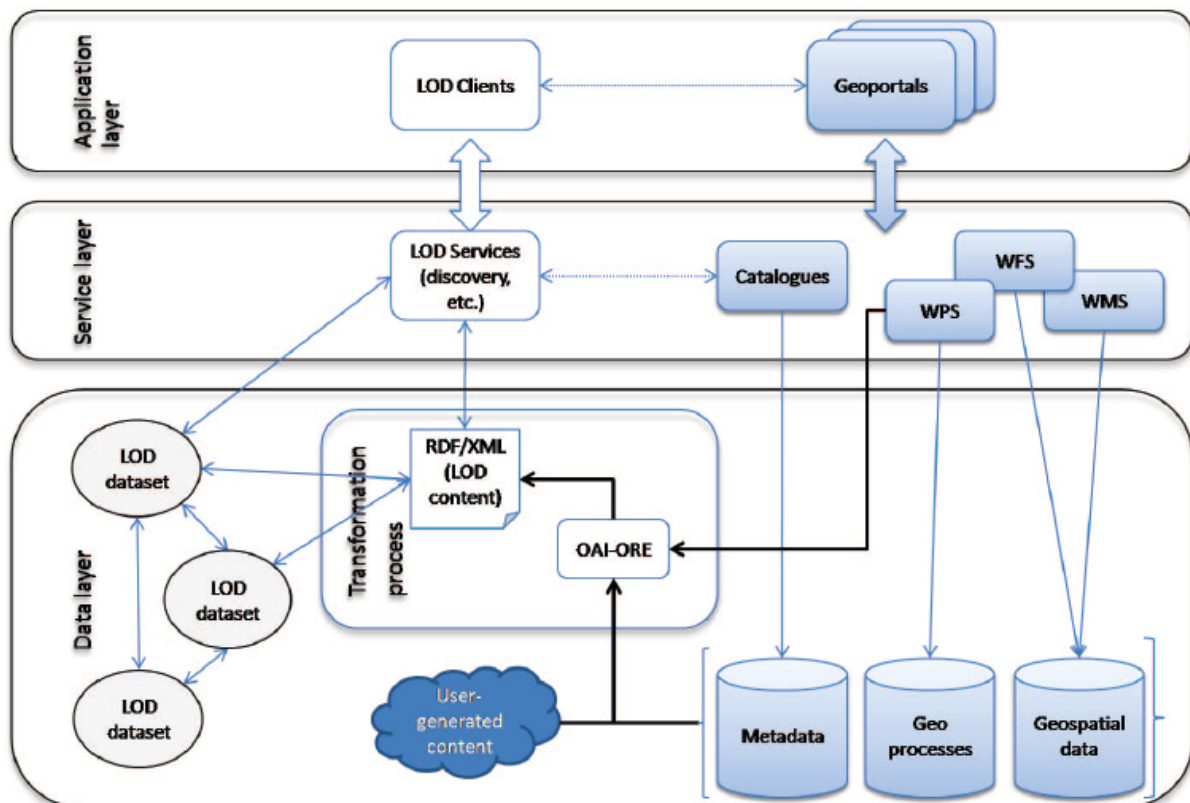 Application
layer
LOD Clients
Geoportals
Service layer
LOD Services
(discovery,
etc.)
Catalogues
WFS
WMS
WPS
Data layer
LOD
dataset
LOD
dataset
LOD
dataset
Transformation
process
RDF/XML
(LOD
content)
OAI-ORE
User-
generated
content
Metadata
Geo
processes
Geospatial
data